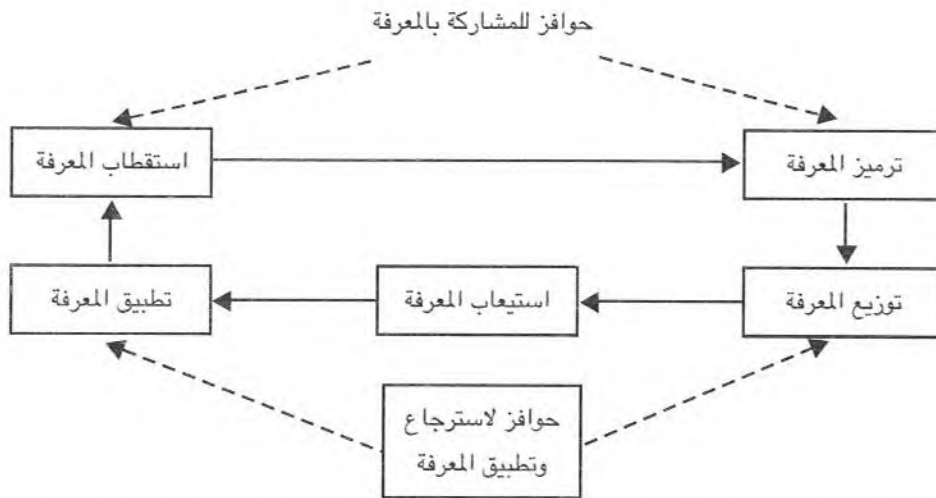 حوافز للمشاركة بالمعرفة
ترميز المعرفة
استقطاب المعرفة
توزيع المعرفة
استيعاب المعرفة
تطبيق المعرفة
حوافز لاسترجاع
وتطبيق المعرفة